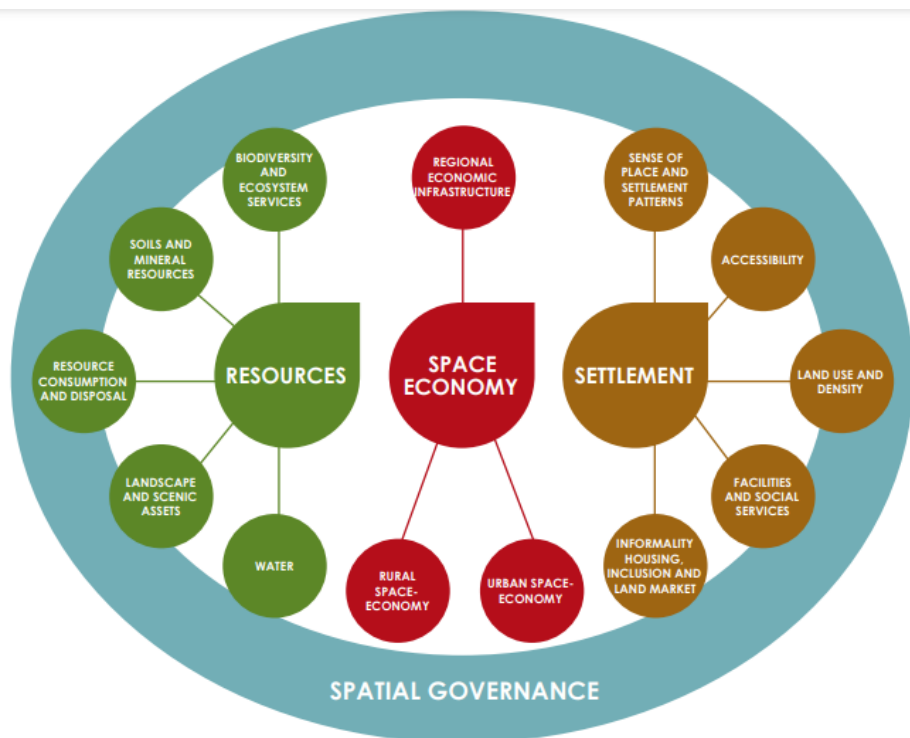 BIODIVERSITY
AND
ECOSYSTEM
SERVICES
SOILS AND
MINERAL
RESOURCES
RESOURCE
CONSUMPTION
AND DISPOSAL
LANDSCAPE
AND SCENIC
ASSETS
WATER
RESOURCES
REGIONAL
ECONOMIC
INFRASTRUCTURE
SPACE
ECONOMY
RURAL
SPACE-
ECONOMY
URBAN SPACE-
ECONOMY
SENSE OF
PLACE AND
SETTLEMENT
PATTERNS
ACCESSIBILITY
SETTLEMENT
LAND USE AND
DENSITY
FACILITIES
AND SOCIAL
SERVICES
INFORMALITY
HOUSING,
INCLUSION AND
LAND MARKET
SPATIAL GOVERNANCE